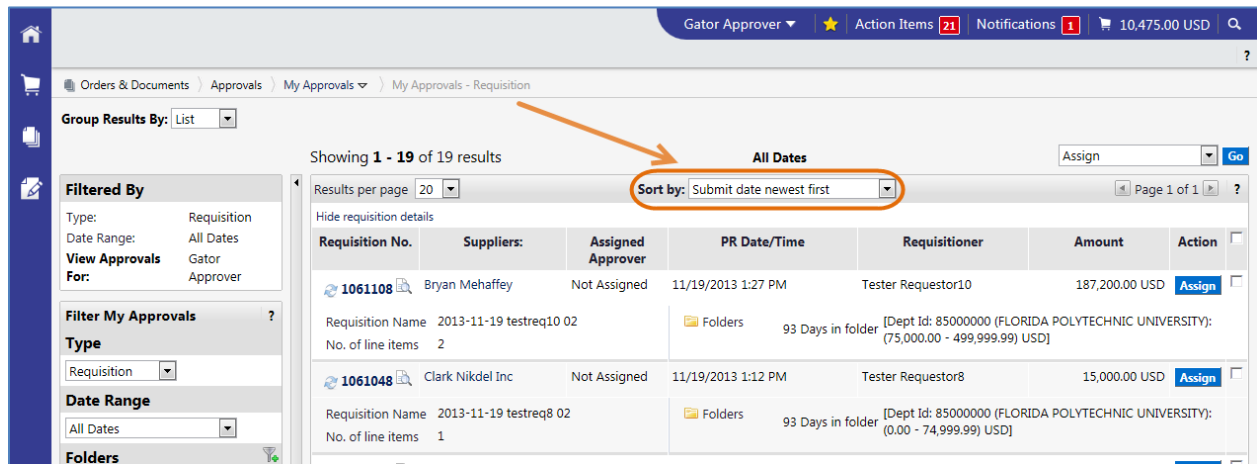 Gator Approver Action Items 21 Notifications 1 10,475.00 USD
?
Orders & Documents Approvals My Approvals My Approvals - Requisition
Group Results By: List
Showing 1 - 19 of 19 results All Dates Assign Go
Filtered By
Type: Requisition
Date Range: All Dates
View Approvals For: Gator Approver
Filter My Approvals ?
Type
Requisition
Date Range
All Dates
Folders
Results per page 20 Sort by: Submit date newest first Page 1 of 1 ?
Hide requisition details
Requisition No. Suppliers: Assigned Approver PR Date/Time Requisitioner Amount Action
1061108 Bryan Mehaffey Not Assigned 11/19/2013 1:27 PM Tester Requestor10 187,200.00 USD Assign
Requisition Name 2013-11-19 testreq10 02 Folders 93 Days in folder [Dept Id: 85000000 (FLORIDA POLYTECHNIC UNIVERSITY):
(75,000.00 - 499,999.99) USD]
No. of line items 2
1061048 Clark Nikdel Inc Not Assigned 11/19/2013 1:12 PM Tester Requestor8 15,000.00 USD Assign
Requisition Name 2013-11-19 testreq8 02 Folders 93 Days in folder [Dept Id: 85000000 (FLORIDA POLYTECHNIC UNIVERSITY):
(0.00 - 74,999.99) USD]
No. of line items 1